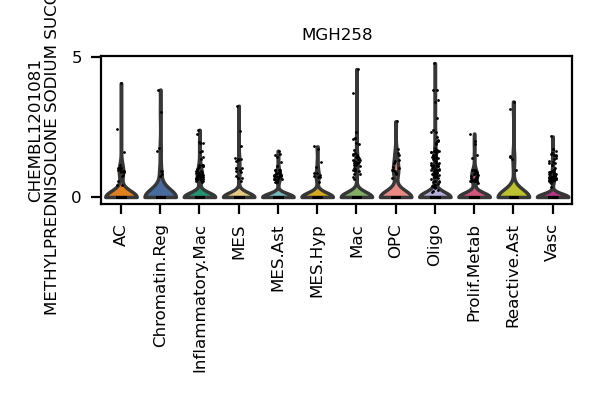 MGH258
CHEMBL1201081
METHYLPREDNISOLONE SODIUM SUCC
5
0
AC
Chromatin.Reg
Inflammatory.Mac
MES
MES.Ast
MES.Hyp
Mac
OPC
Oligo
Prolif.Metab
Reactive.Ast
Vasc